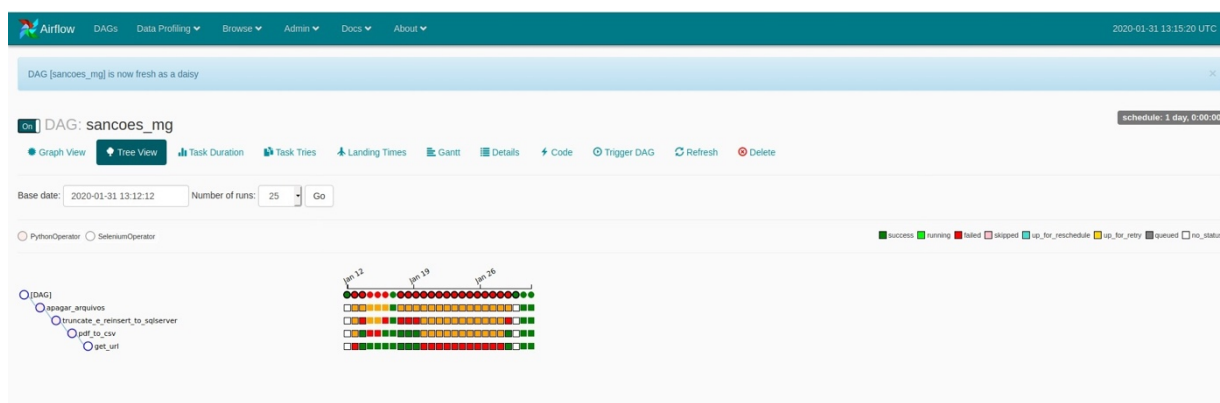 Airflow DAGs Data Profiling Browse Admin Docs About 2020-01-31 13:15:20 UTC
DAG [sancoes_mg] is now fresh as a daisy ×
On DAG: sancoes_mg schedule: 1 day, 0:00:00
Graph View Tree View Task Duration Task Tries Landing Times Gantt Details Code Trigger DAG Refresh Delete
Base date: 2020-01-31 13:12:12 Number of runs: 25 Go
PythonOperator SeleniumOperator success running failed skipped up_for_reschedule up_for_retry queued no_status
Jan 12 Jan 19 Jan 26
[DAG]
apagar_arquivos
truncate_e_reinsert_to_sqlserver
pdf_to_csv
get_url